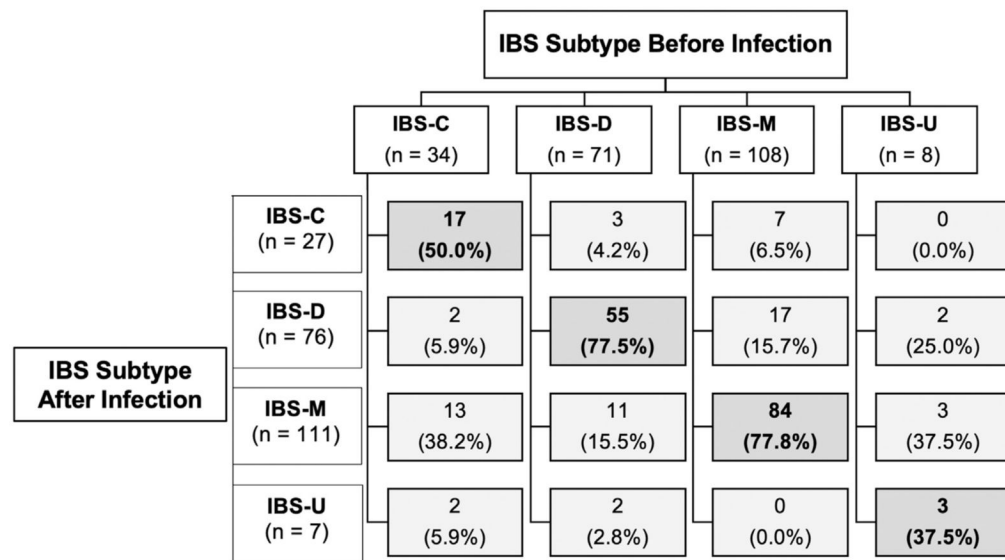 IBS Subtype Before Infection
IBS-C
(n = 34)
IBS-D
(n = 71)
IBS-M
(n = 108)
IBS-U
(n = 8)
IBS Subtype
After Infection
IBS-C
(n = 27)
17
(50.0%)
3
(4.2%)
7
(6.5%)
0
(0.0%)
IBS-D
(n = 76)
2
(5.9%)
55
(77.5%)
17
(15.7%)
2
(25.0%)
IBS-M
(n = 111)
13
(38.2%)
11
(15.5%)
84
(77.8%)
3
(37.5%)
IBS-U
(n = 7)
2
(5.9%)
2
(2.8%)
0
(0.0%)
3
(37.5%)